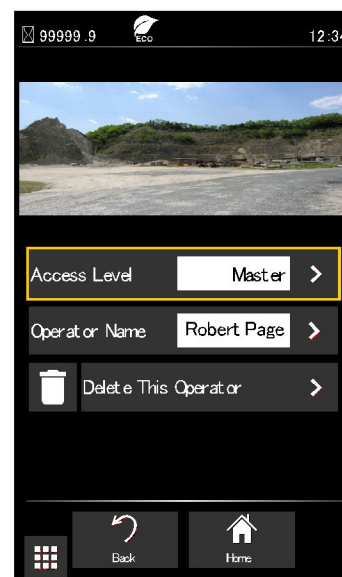 99999.9 ECO 12:34
Access Level Master
Operator Name Robert Page
Delete This Operator
Back Home